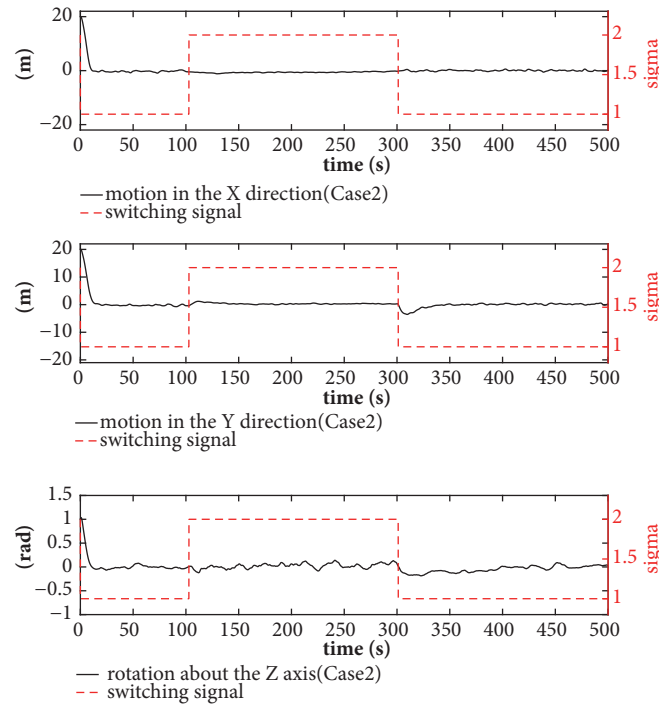 20
0
−20
(m)
2
1.5
1
sigma
0 50 100 150 200 250 300 350 400 450 500
time (s)
motion in the X direction(Case2)
switching signal
20
10
0
−10
−20
(m)
2
1.5
1
sigma
0 50 100 150 200 250 300 350 400 450 500
time (s)
motion in the Y direction(Case2)
switching signal
1.5
1
0.5
0
−0.5
−1
(rad)
2
1.5
1
sigma
0 50 100 150 200 250 300 350 400 450 500
time (s)
rotation about the Z axis(Case2)
switching signal